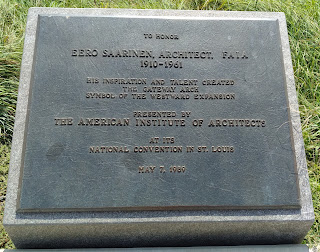 TO HONOR
EERO SAARINEN, ARCHITECT, FAIA
1910-1961
HIS INSPIRATION AND TALENT CREATED
THE GATEWAY ARCH
SYMBOL OF THE WESTWARD EXPANSION
PRESENTED BY
THE AMERICAN INSTITUTE OF ARCHITECTS
AT ITS
NATIONAL CONVENTION IN ST. LOUIS
MAY 7, 1989